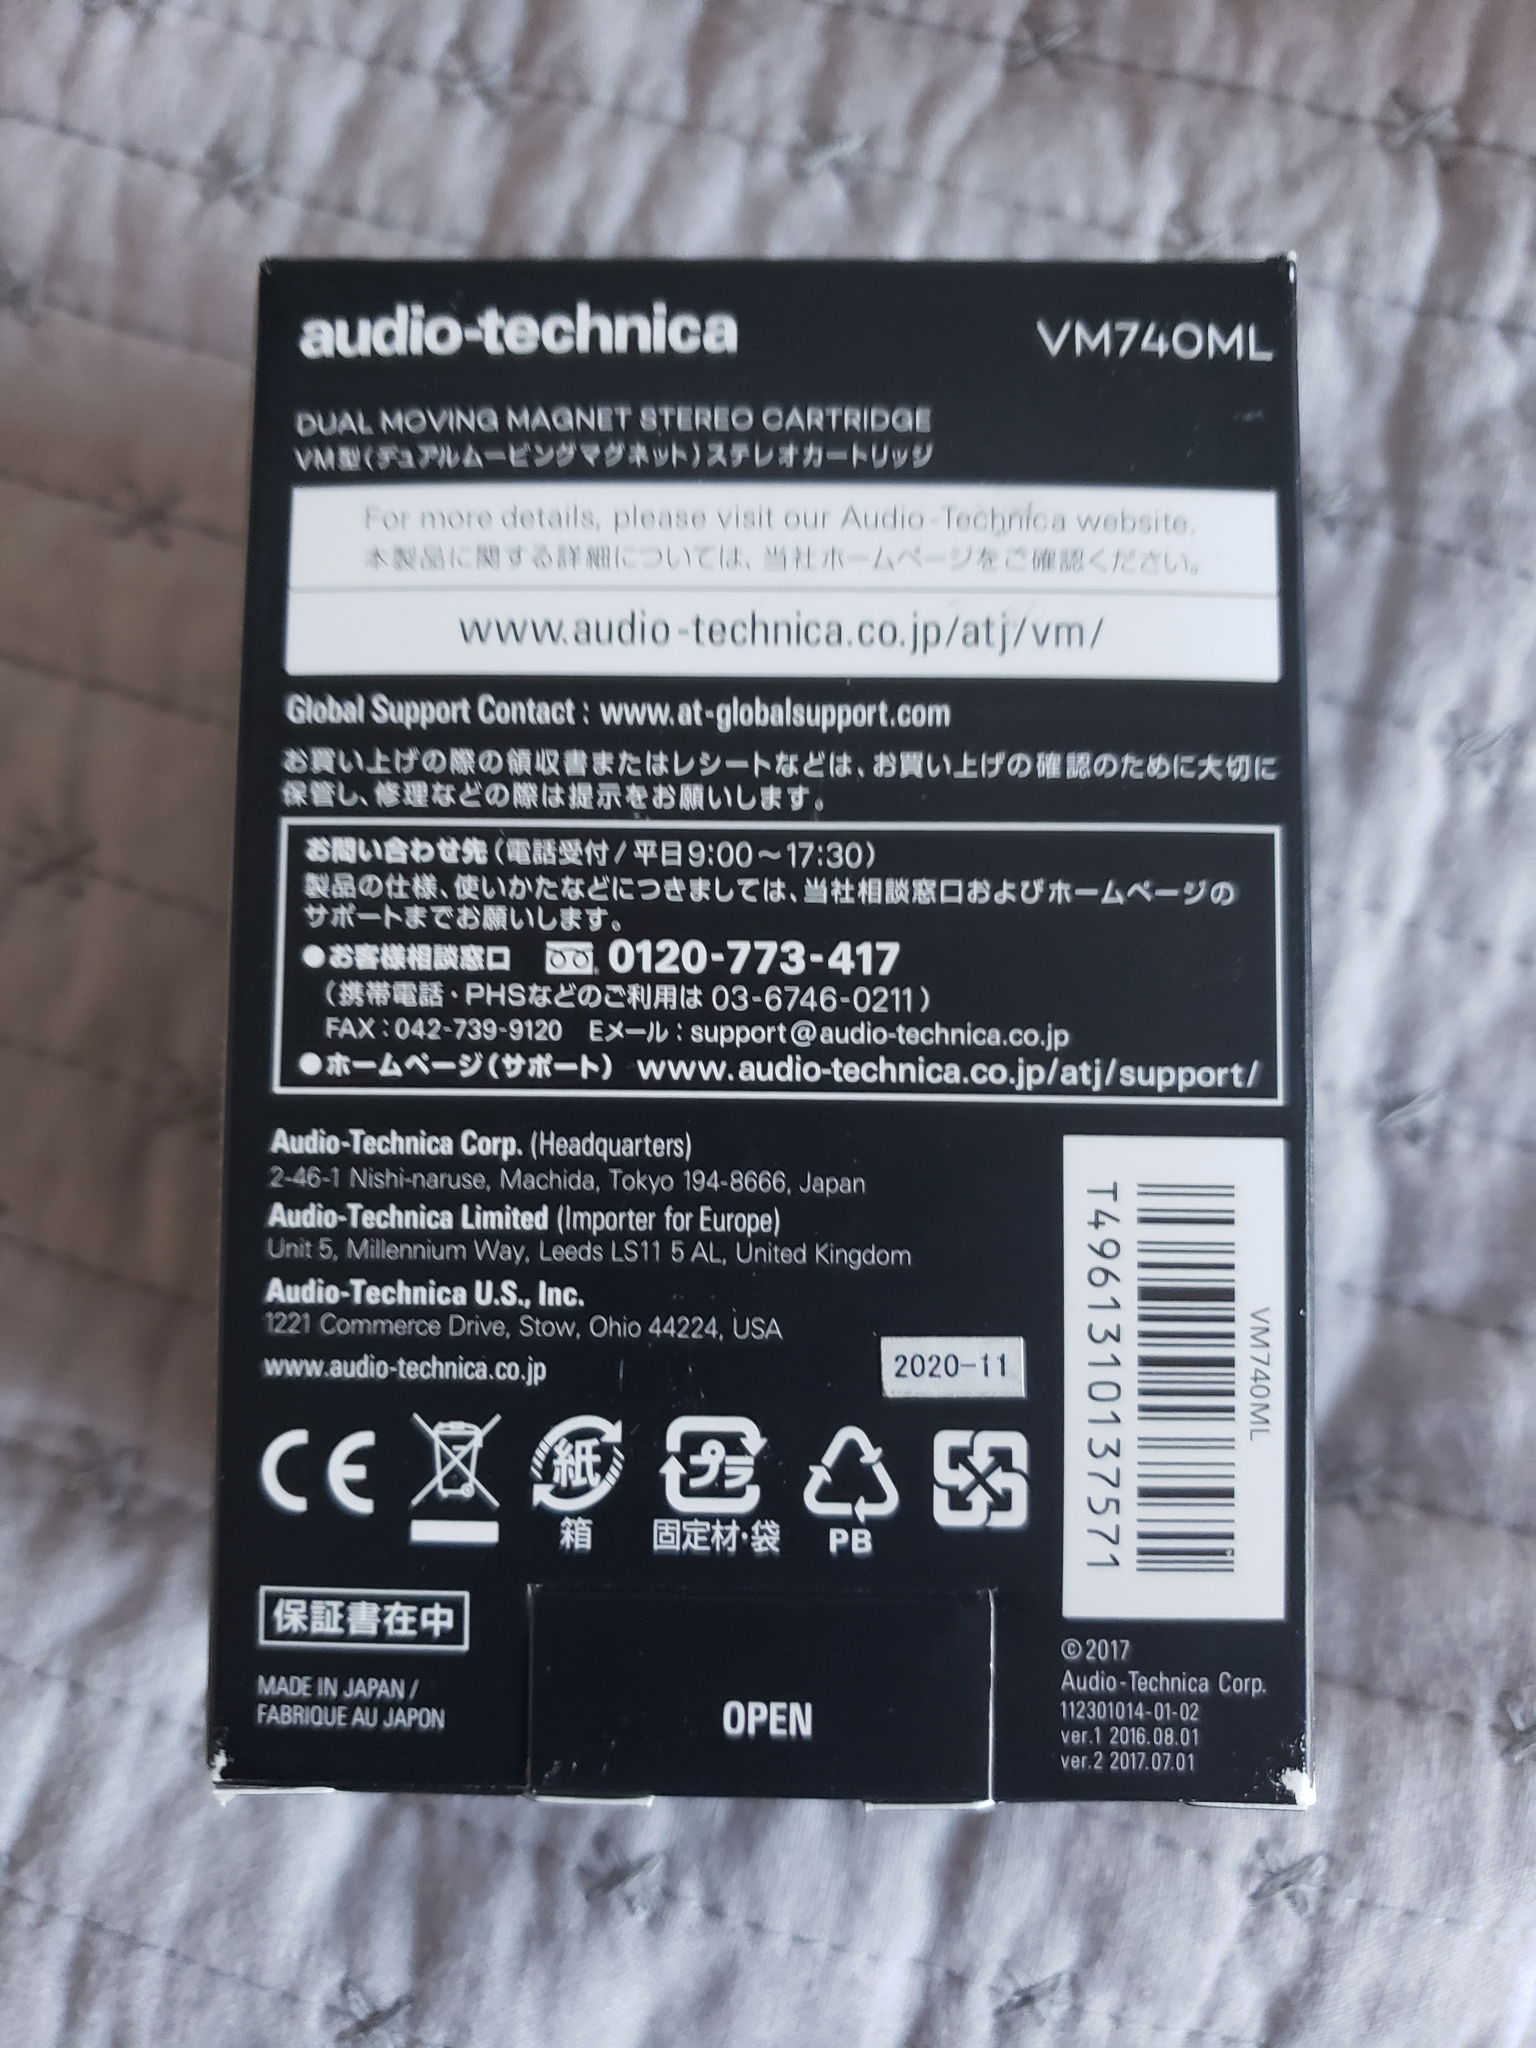 audio-technica
VM740ML
DUAL MOVING MAGNET STEREO CARTRIDGE
VM型(デュアルムービングマグネット)ステレオカートリッジ
For more details, please visit our Audio-Technica website.
本製品に関する詳細については、当社ホームページをご確認ください。
www.audio-technica.co.jp/atj/vm/
Global Support Contact : www.at-globalsupport.com
お買い上げの際の領収書またはレシートなどは、お買い上げの確認のために大切に
保管し、修理などの際は提示をお願いします。
お問い合わせ先(電話受付/平日9:00〜17:30)
製品の仕様、使いかたなどにつきましては、当社相談窓口およびホームページの
サポートまでお願いします。
●お客様相談窓口 0120-773-417
(携帯電話・PHSなどのご利用は 03-6746-0211)
FAX:042-739-9120 Eメール:support@audio-technica.co.jp
●ホームページ(サポート) www.audio-technica.co.jp/atj/support/
Audio-Technica Corp. (Headquarters)
2-46-1 Nishi-naruse, Machida, Tokyo 194-8666, Japan
Audio-Technica Limited (Importer for Europe)
Unit 5, Millennium Way, Leeds LS11 5 AL, United Kingdom
Audio-Technica U.S., Inc.
1221 Commerce Drive, Stow, Ohio 44224, USA
www.audio-technica.co.jp
2020-11
T4961310137571
VM740ML
CE
紙
箱
プラ
固定材・袋
PB
保証書在中
MADE IN JAPAN /
FABRIQUE AU JAPON
OPEN
©2017
Audio-Technica Corp.
112301014-01-02
ver.1 2016.08.01
ver.2 2017.07.01